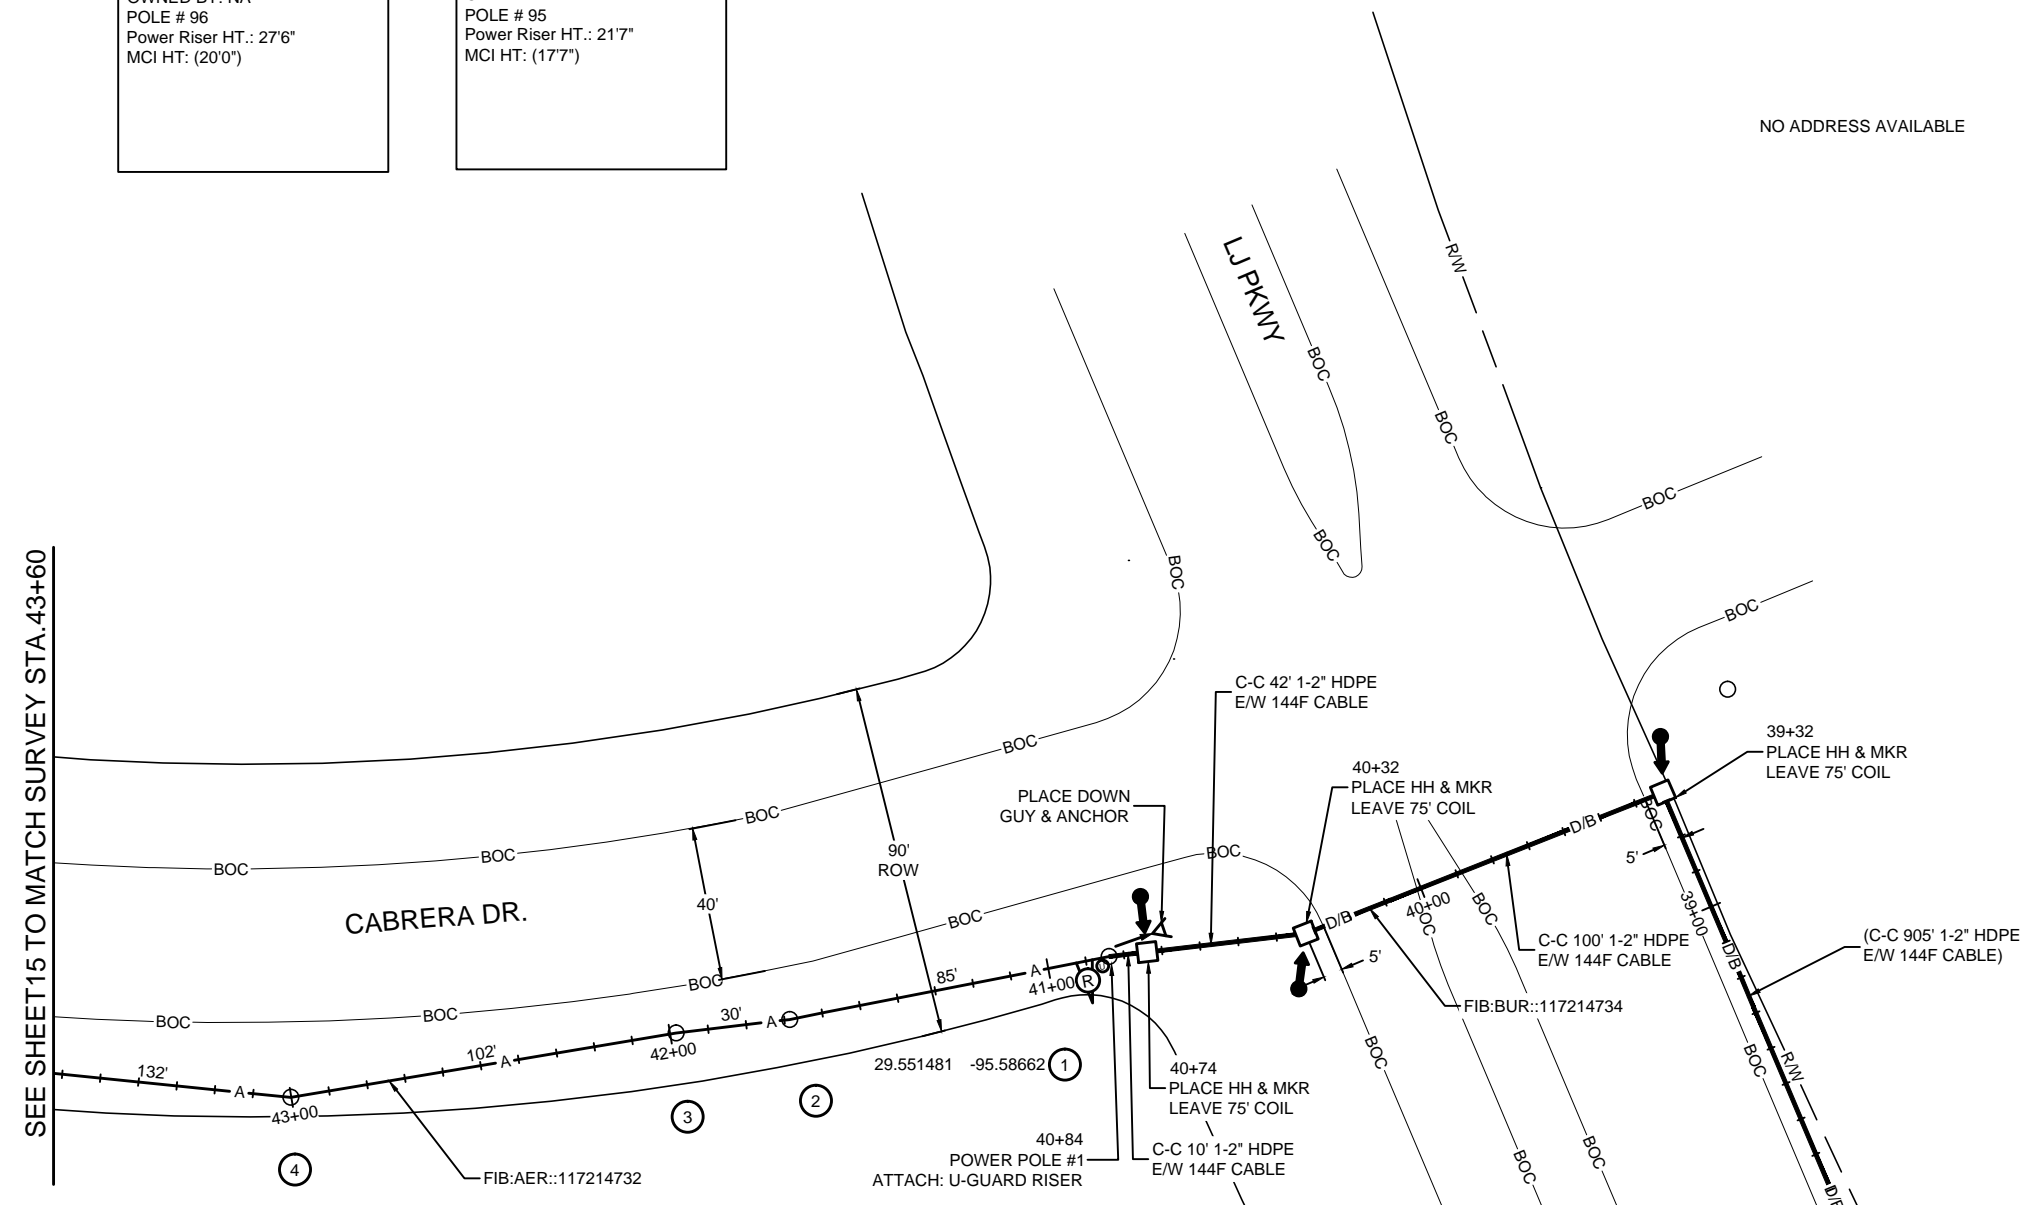 OWNED BY: NA
POLE # 96
Power Riser HT.: 27'6"
MCI HT: (20'0")
POLE # 95
Power Riser HT.: 21'7"
MCI HT: (17'7")
NO ADDRESS AVAILABLE
LJ PKWY
R/W
BOC
BOC
BOC
BOC
BOC
BOC
SEE SHEET15 TO MATCH SURVEY STA.43+60
C-C 42' 1-2" HDPE
E/W 144F CABLE
39+32
PLACE HH & MKR
LEAVE 75' COIL
40+32
PLACE HH & MKR
LEAVE 75' COIL
PLACE DOWN
GUY & ANCHOR
BOC
BOC
BOC
BOC
BOC
BOC
90'
ROW
40'
CABRERA DR.
BOC
BOC
BOC
BOC
D/B
D/B
5'
5'
40+00
39+00
BOC
BOC
C-C 100' 1-2" HDPE
E/W 144F CABLE
(C-C 905' 1-2" HDPE
E/W 144F CABLE)
D/B
FIB:BUR::117214734
R
A
41+00
85'
A
30'
42+00
A
102'
A
132'
43+00
29.551481 -95.58662
1
2
3
4
40+74
PLACE HH & MKR
LEAVE 75' COIL
40+84
POWER POLE #1
ATTACH: U-GUARD RISER
C-C 10' 1-2" HDPE
E/W 144F CABLE
FIB:AER::117214732
BOC
BOC
BOC
BOC
R/W
D/B